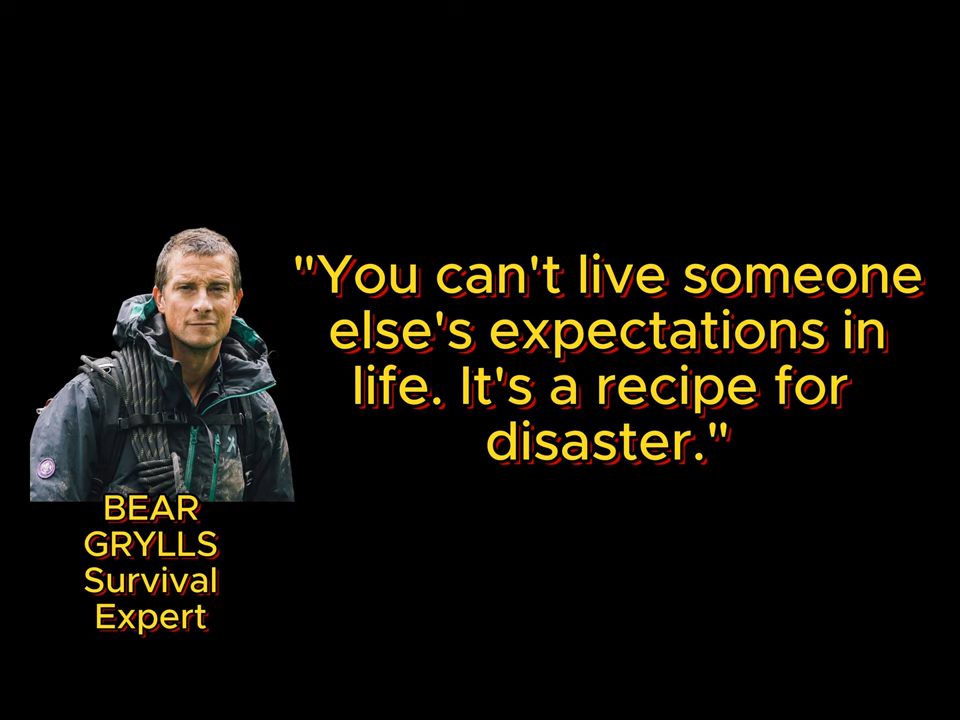 "You can't live someone
else's expectations in
life. It's a recipe for
disaster."
BEAR
GRYLLS
Survival
Expert